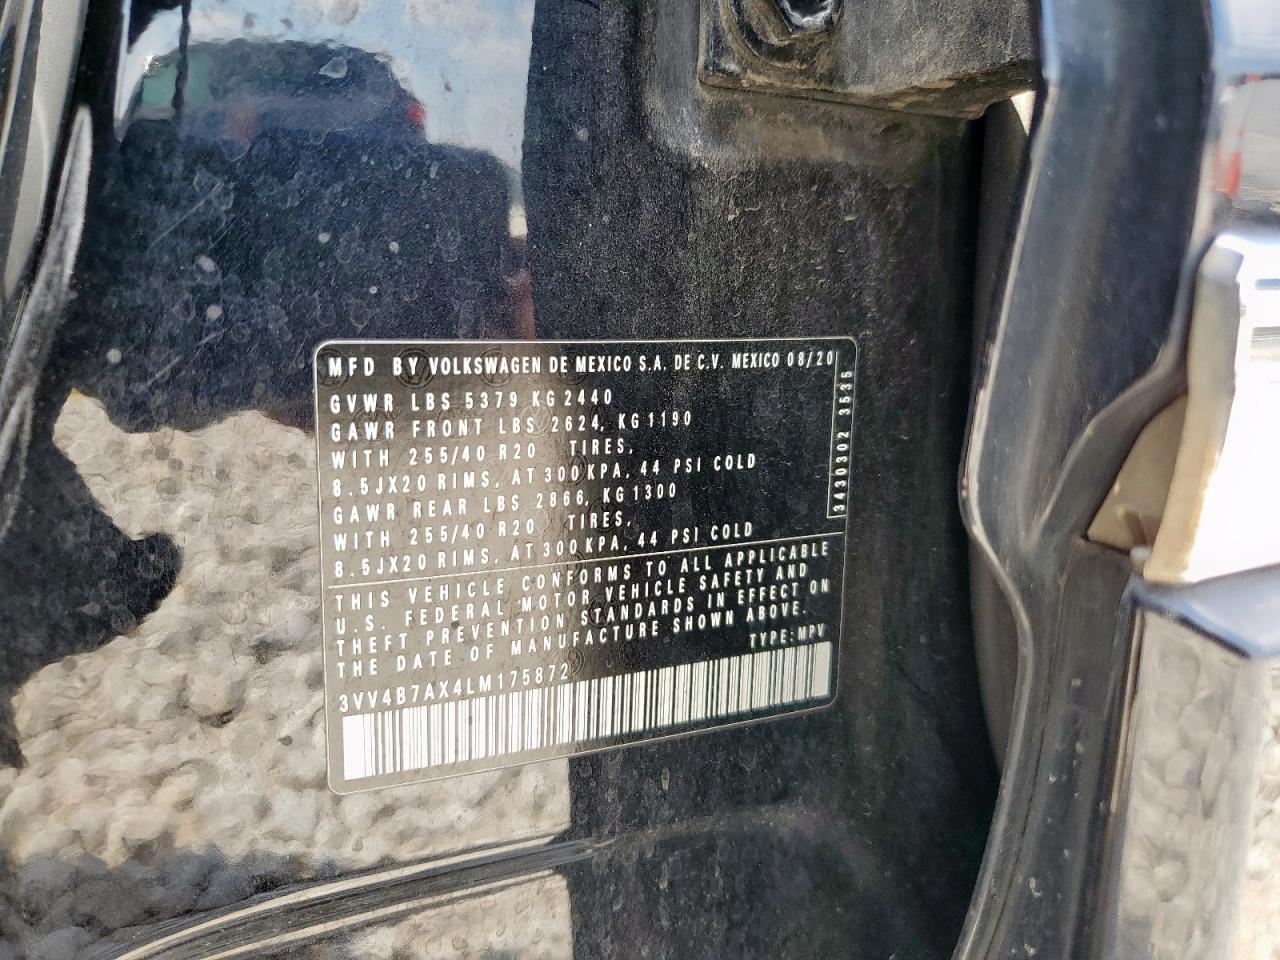 MFD BY VOLKSWAGEN DE MEXICO S.A. DE C.V. MEXICO 08/20
GVWR LBS 5379 KG 2440
GAWR FRONT LBS 2624, KG 1190
WITH 255/40 R20 TIRES,
8.5JX20 RIMS, AT 300 KPA, 44 PSI COLD
GAWR REAR LBS 2866, KG 1300
WITH 255/40 R20 TIRES,
8.5JX20 RIMS, AT 300 KPA, 44 PSI COLD
3430302 3535
THIS VEHICLE CONFORMS TO ALL APPLICABLE
U.S. FEDERAL MOTOR VEHICLE SAFETY AND
THEFT PREVENTION STANDARDS IN EFFECT ON
THE DATE OF MANUFACTURE SHOWN ABOVE.
TYPE: MPV
3VV4B7AX4LM175872